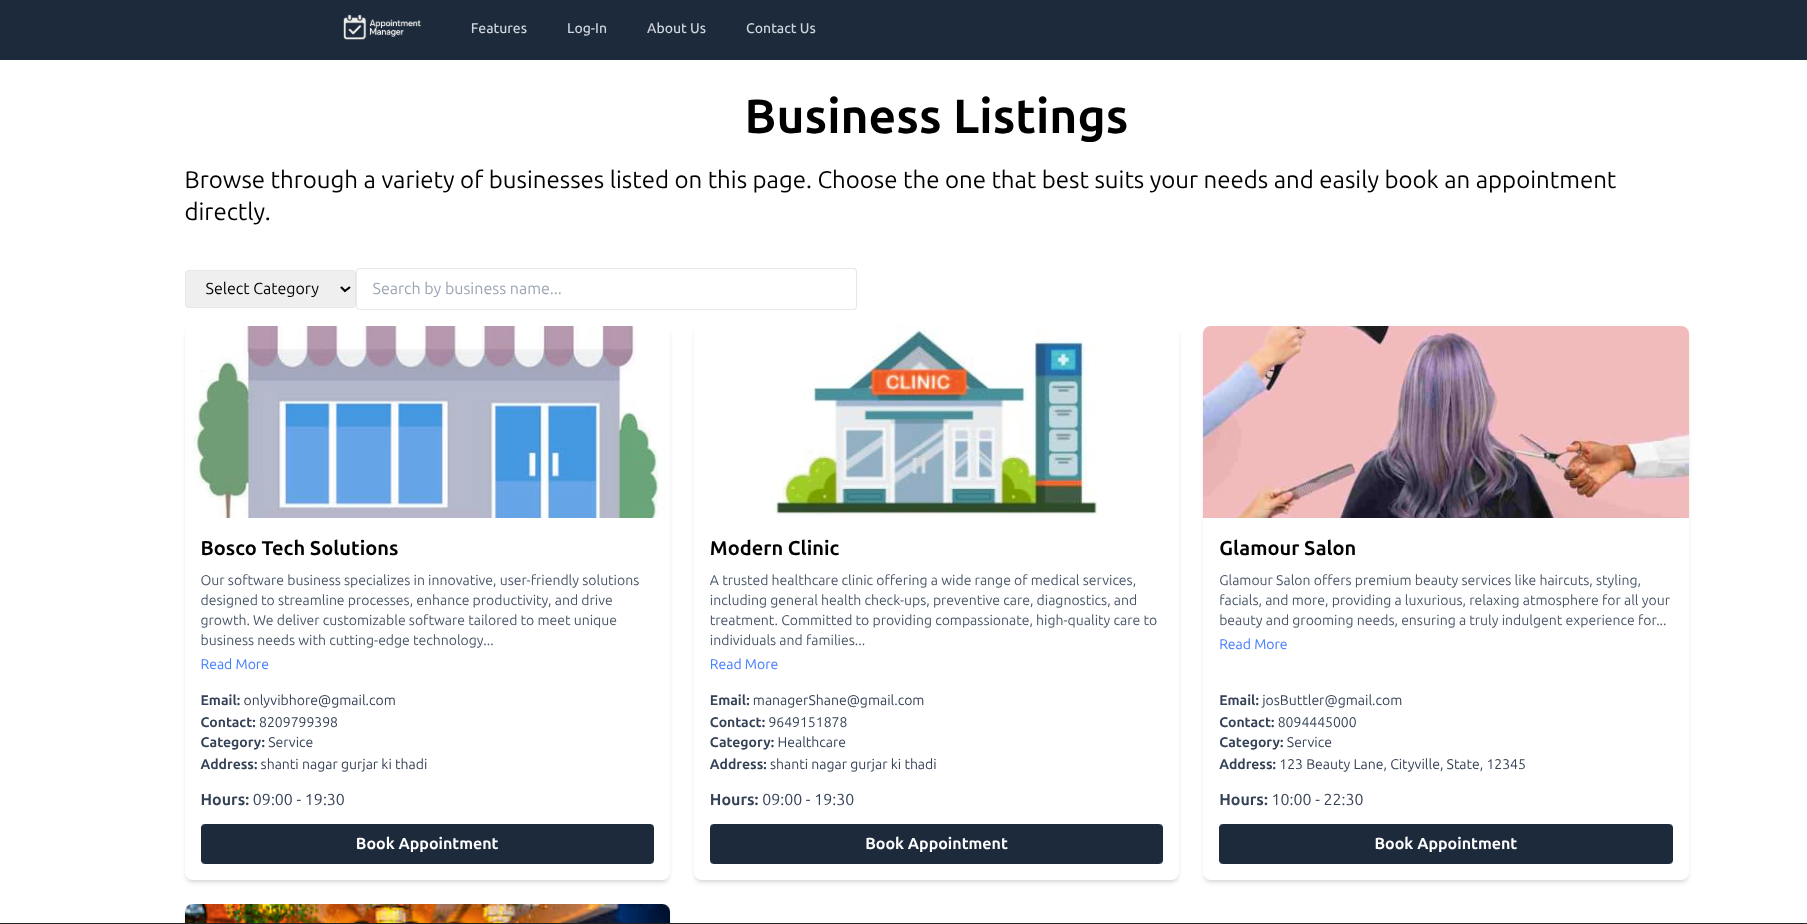 Appointment
Manager
Features
Log-In
About Us
Contact Us
Business Listings
Browse through a variety of businesses listed on this page. Choose the one that best suits your needs and easily book an appointment
directly.
Select Category
Search by business name...
CLINIC
Bosco Tech Solutions
Our software business specializes in innovative, user-friendly solutions
designed to streamline processes, enhance productivity, and drive
growth. We deliver customizable software tailored to meet unique
business needs with cutting-edge technology...
Read More
Email: onlyvibhore@gmail.com
Contact: 8209799398
Category: Service
Address: shanti nagar gurjar ki thadi
Hours: 09:00 - 19:30
Book Appointment
Modern Clinic
A trusted healthcare clinic offering a wide range of medical services,
including general health check-ups, preventive care, diagnostics, and
treatment. Committed to providing compassionate, high-quality care to
individuals and families...
Read More
Email: managerShane@gmail.com
Contact: 9649151878
Category: Healthcare
Address: shanti nagar gurjar ki thadi
Hours: 09:00 - 19:30
Book Appointment
Glamour Salon
Glamour Salon offers premium beauty services like haircuts, styling,
facials, and more, providing a luxurious, relaxing atmosphere for all your
beauty and grooming needs, ensuring a truly indulgent experience for...
Read More
Email: josButtler@gmail.com
Contact: 8094445000
Category: Service
Address: 123 Beauty Lane, Cityville, State, 12345
Hours: 10:00 - 22:30
Book Appointment